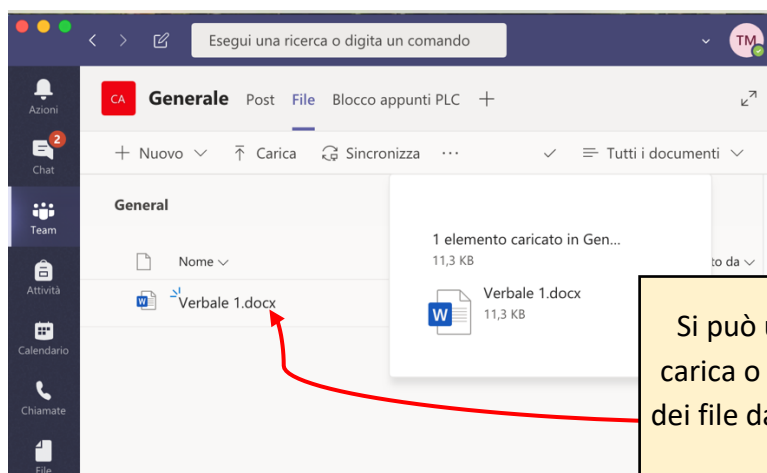 Esegui una ricerca o digita un comando
TM
Azioni
CA Generale Post File Blocco appunti PLC
2
Chat
Nuovo Carica Sincronizza ... Tutti i documenti
Team
General
Attività
Nome
to da
1 elemento caricato in Gen...
11,3 KB
Verbale 1.docx
W Verbale 1.docx
W 11,3 KB
Calendario
Chiamate
File
Si può
carica o
dei file